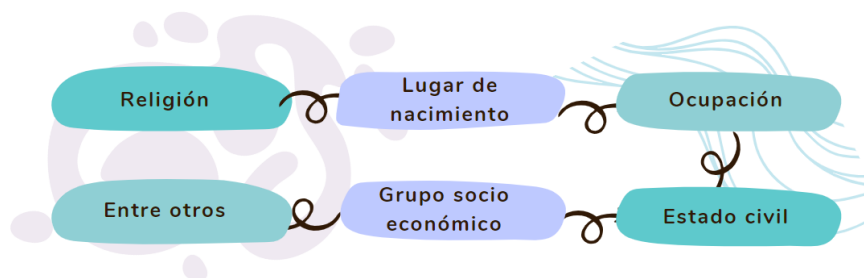 Religión
Lugar de
nacimiento
Ocupación
Estado civil
Grupo socio
económico
Entre otros